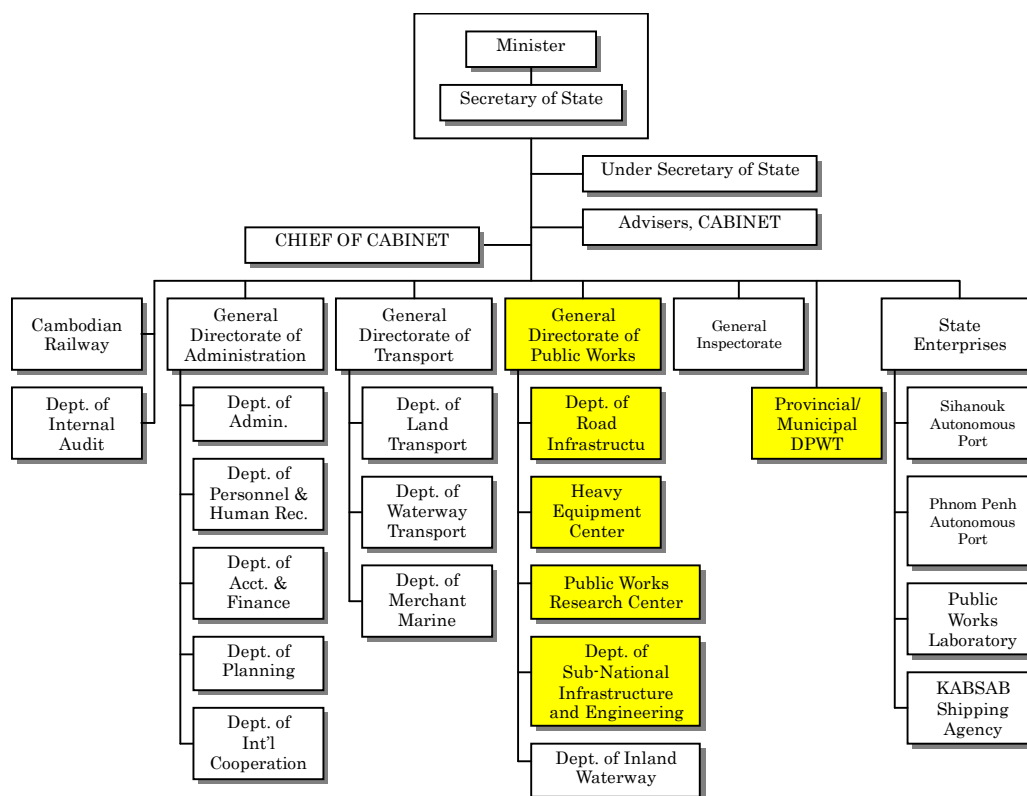 Minister
Secretary of State
Under Secretary of State
Advisers, CABINET
CHIEF OF CABINET
Cambodian
Railway
Dept. of
Internal
Audit
General
Directorate of
Administration
Dept. of
Admin.
Dept. of
Personnel &
Human Rec.
Dept. of
Acct. &
Finance
Dept. of
Planning
Dept. of
Int'l
Cooperation
General
Directorate of
Transport
Dept. of
Land
Transport
Dept. of
Waterway
Transport
Dept. of
Merchant
Marine
General
Directorate of
Public Works
Dept. of
Road
Infrastructu
Heavy
Equipment
Center
Public Works
Research Center
Dept. of
Sub-National
Infrastructure
and Engineering
Dept. of Inland
Waterway
General
Inspectorate
Provincial/
Municipal
DPWT
State
Enterprises
Sihanouk
Autonomous
Port
Phnom Penh
Autonomous
Port
Public
Works
Laboratory
KABSAB
Shipping
Agency